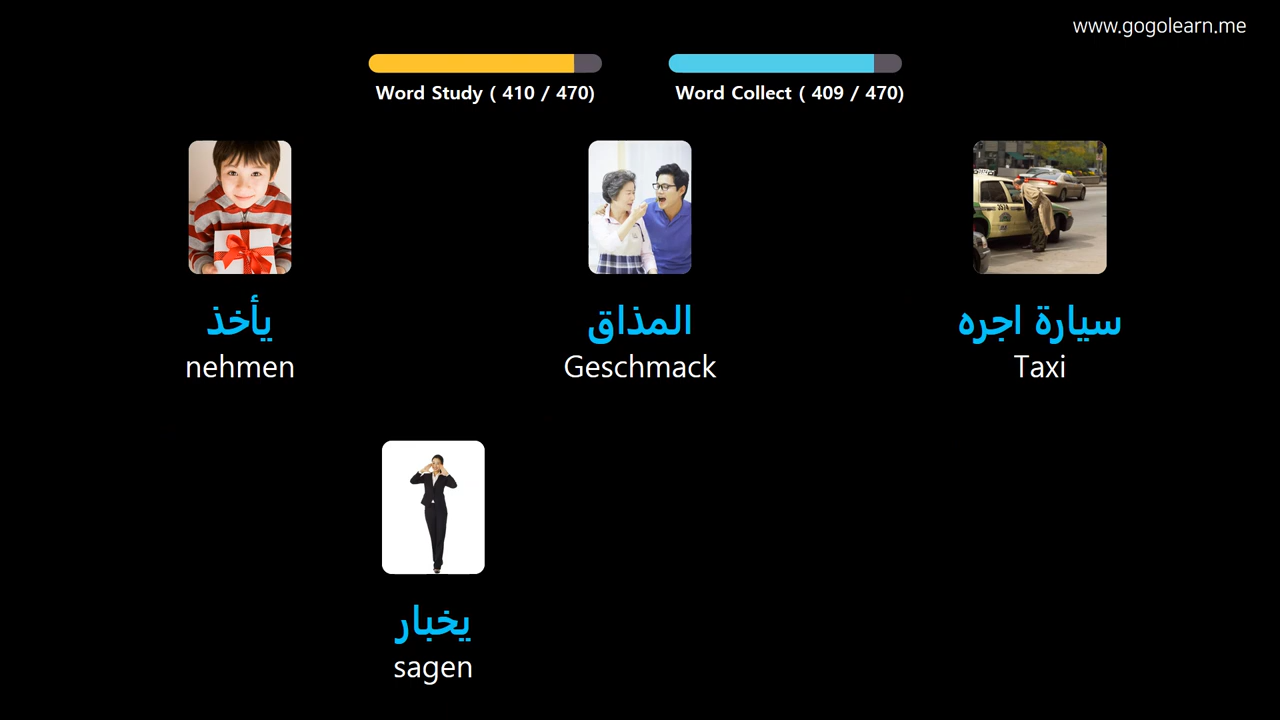 www.gogolearn.me
Word Study ( 410 / 470)
Word Collect ( 409 / 470)
يأخذ
nehmen
المذاق
Geschmack
سيارة اجره
Taxi
يخبار
sagen